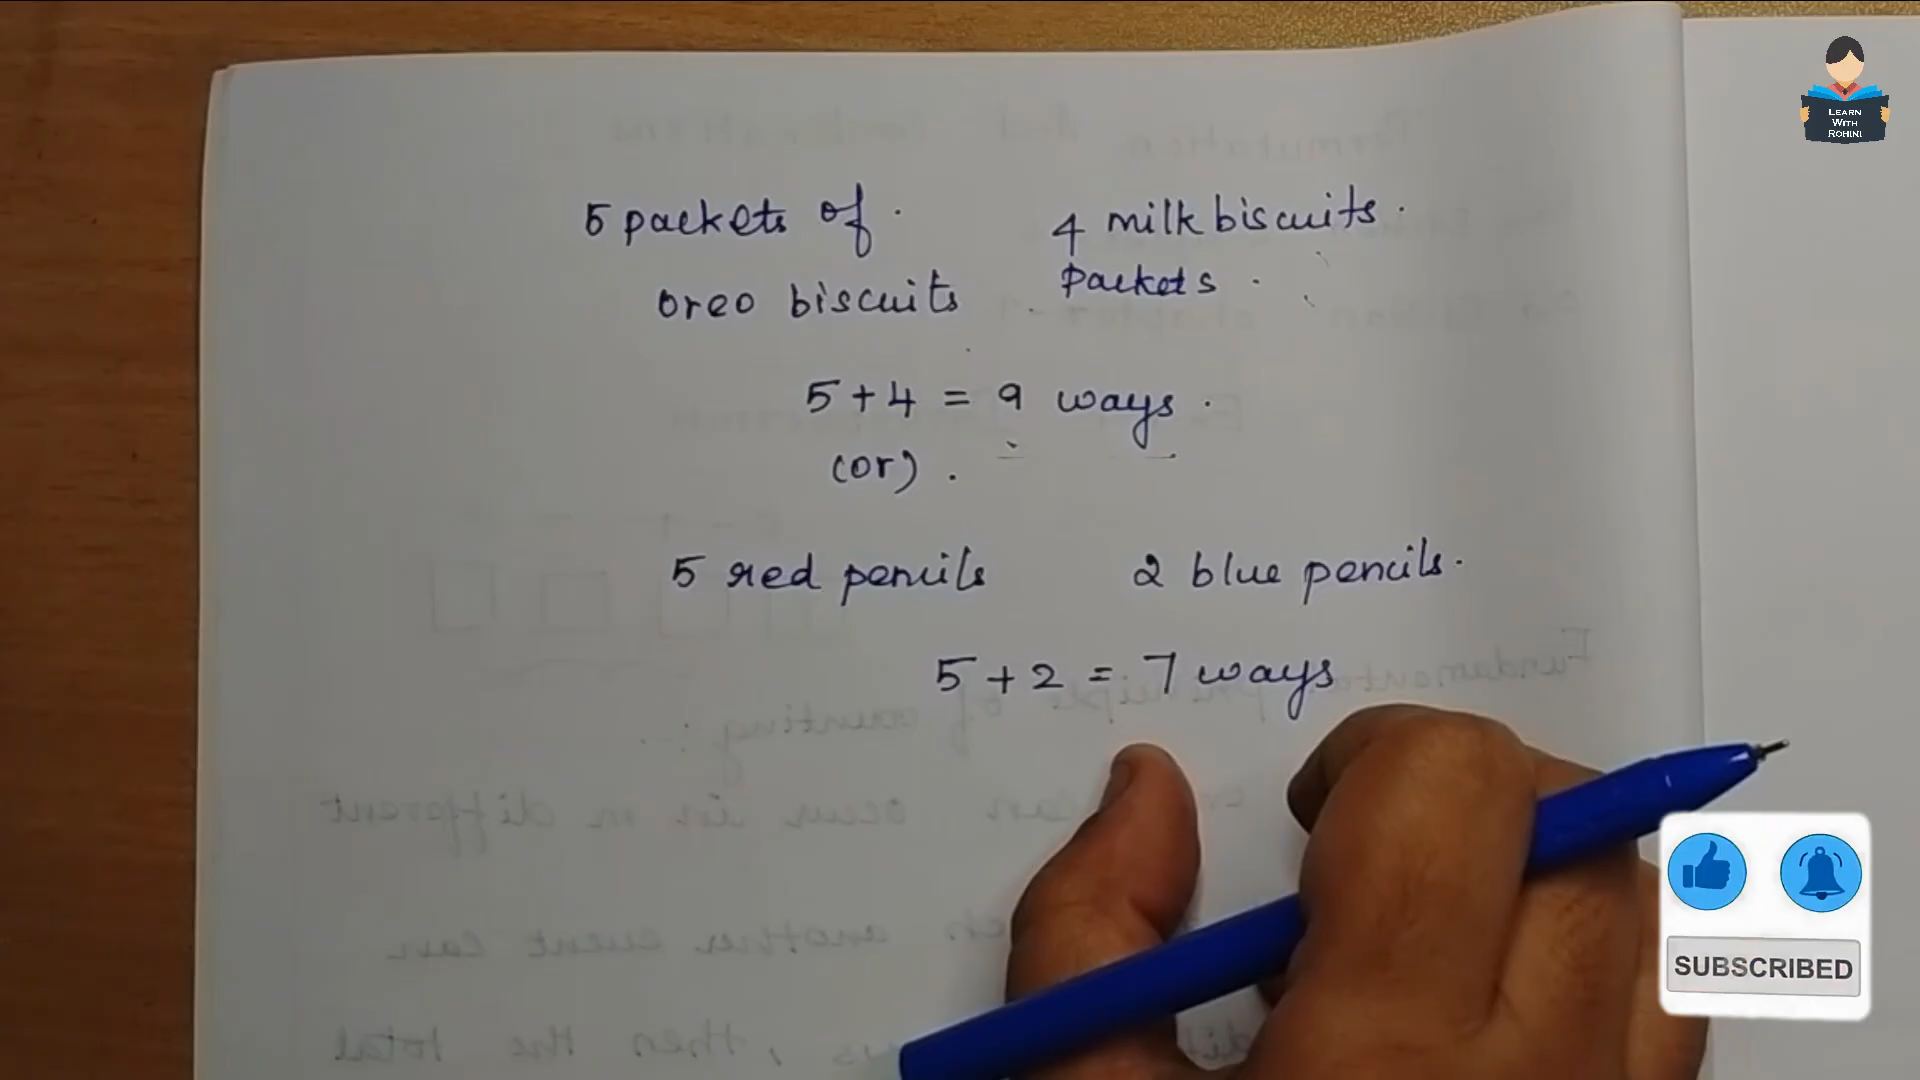 5 packets of
oreo biscuits
4 milk biscuits
Packets
5+4 = 9 ways
(or)
5 red pencils
2 blue pencils
5+2 = 7 ways
LEARN
WITH
ROHINI
SUBSCRIBED